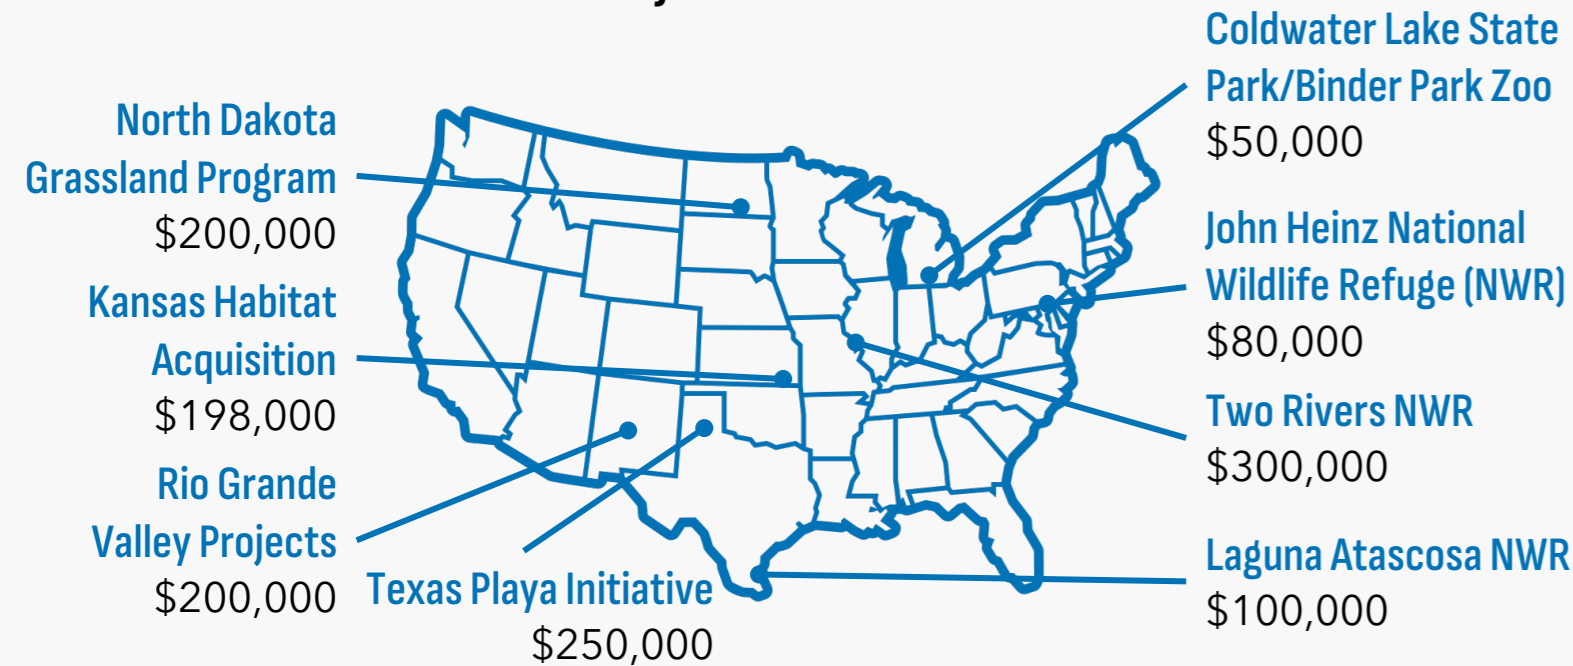 North Dakota
Grassland Program
$200,000
Kansas Habitat
Acquisition
$198,000
Rio Grande
Valley Projects
$200,000
Texas Playa Initiative
$250,000
Coldwater Lake State
Park/Binder Park Zoo
$50,000
John Heinz National
Wildlife Refuge (NWR)
$80,000
Two Rivers NWR
$300,000
Laguna Atascosa NWR
$100,000